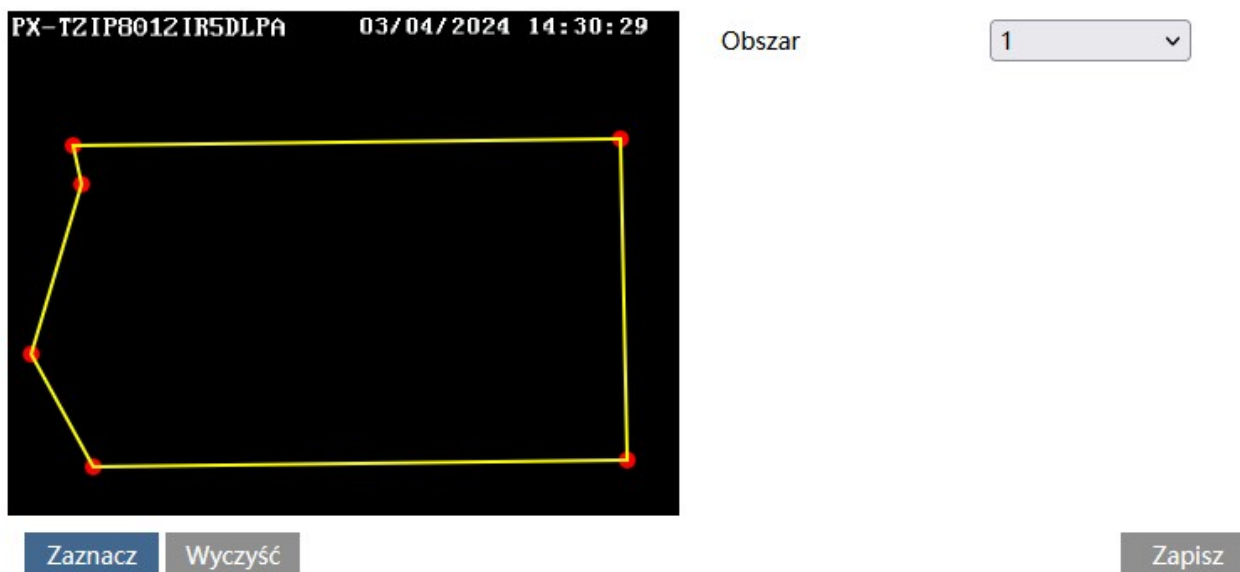 PX-TZIP8012IR5DLPA 03/04/2024 14:30:29
Obszar 1
Zaznacz Wyczyść Zapisz